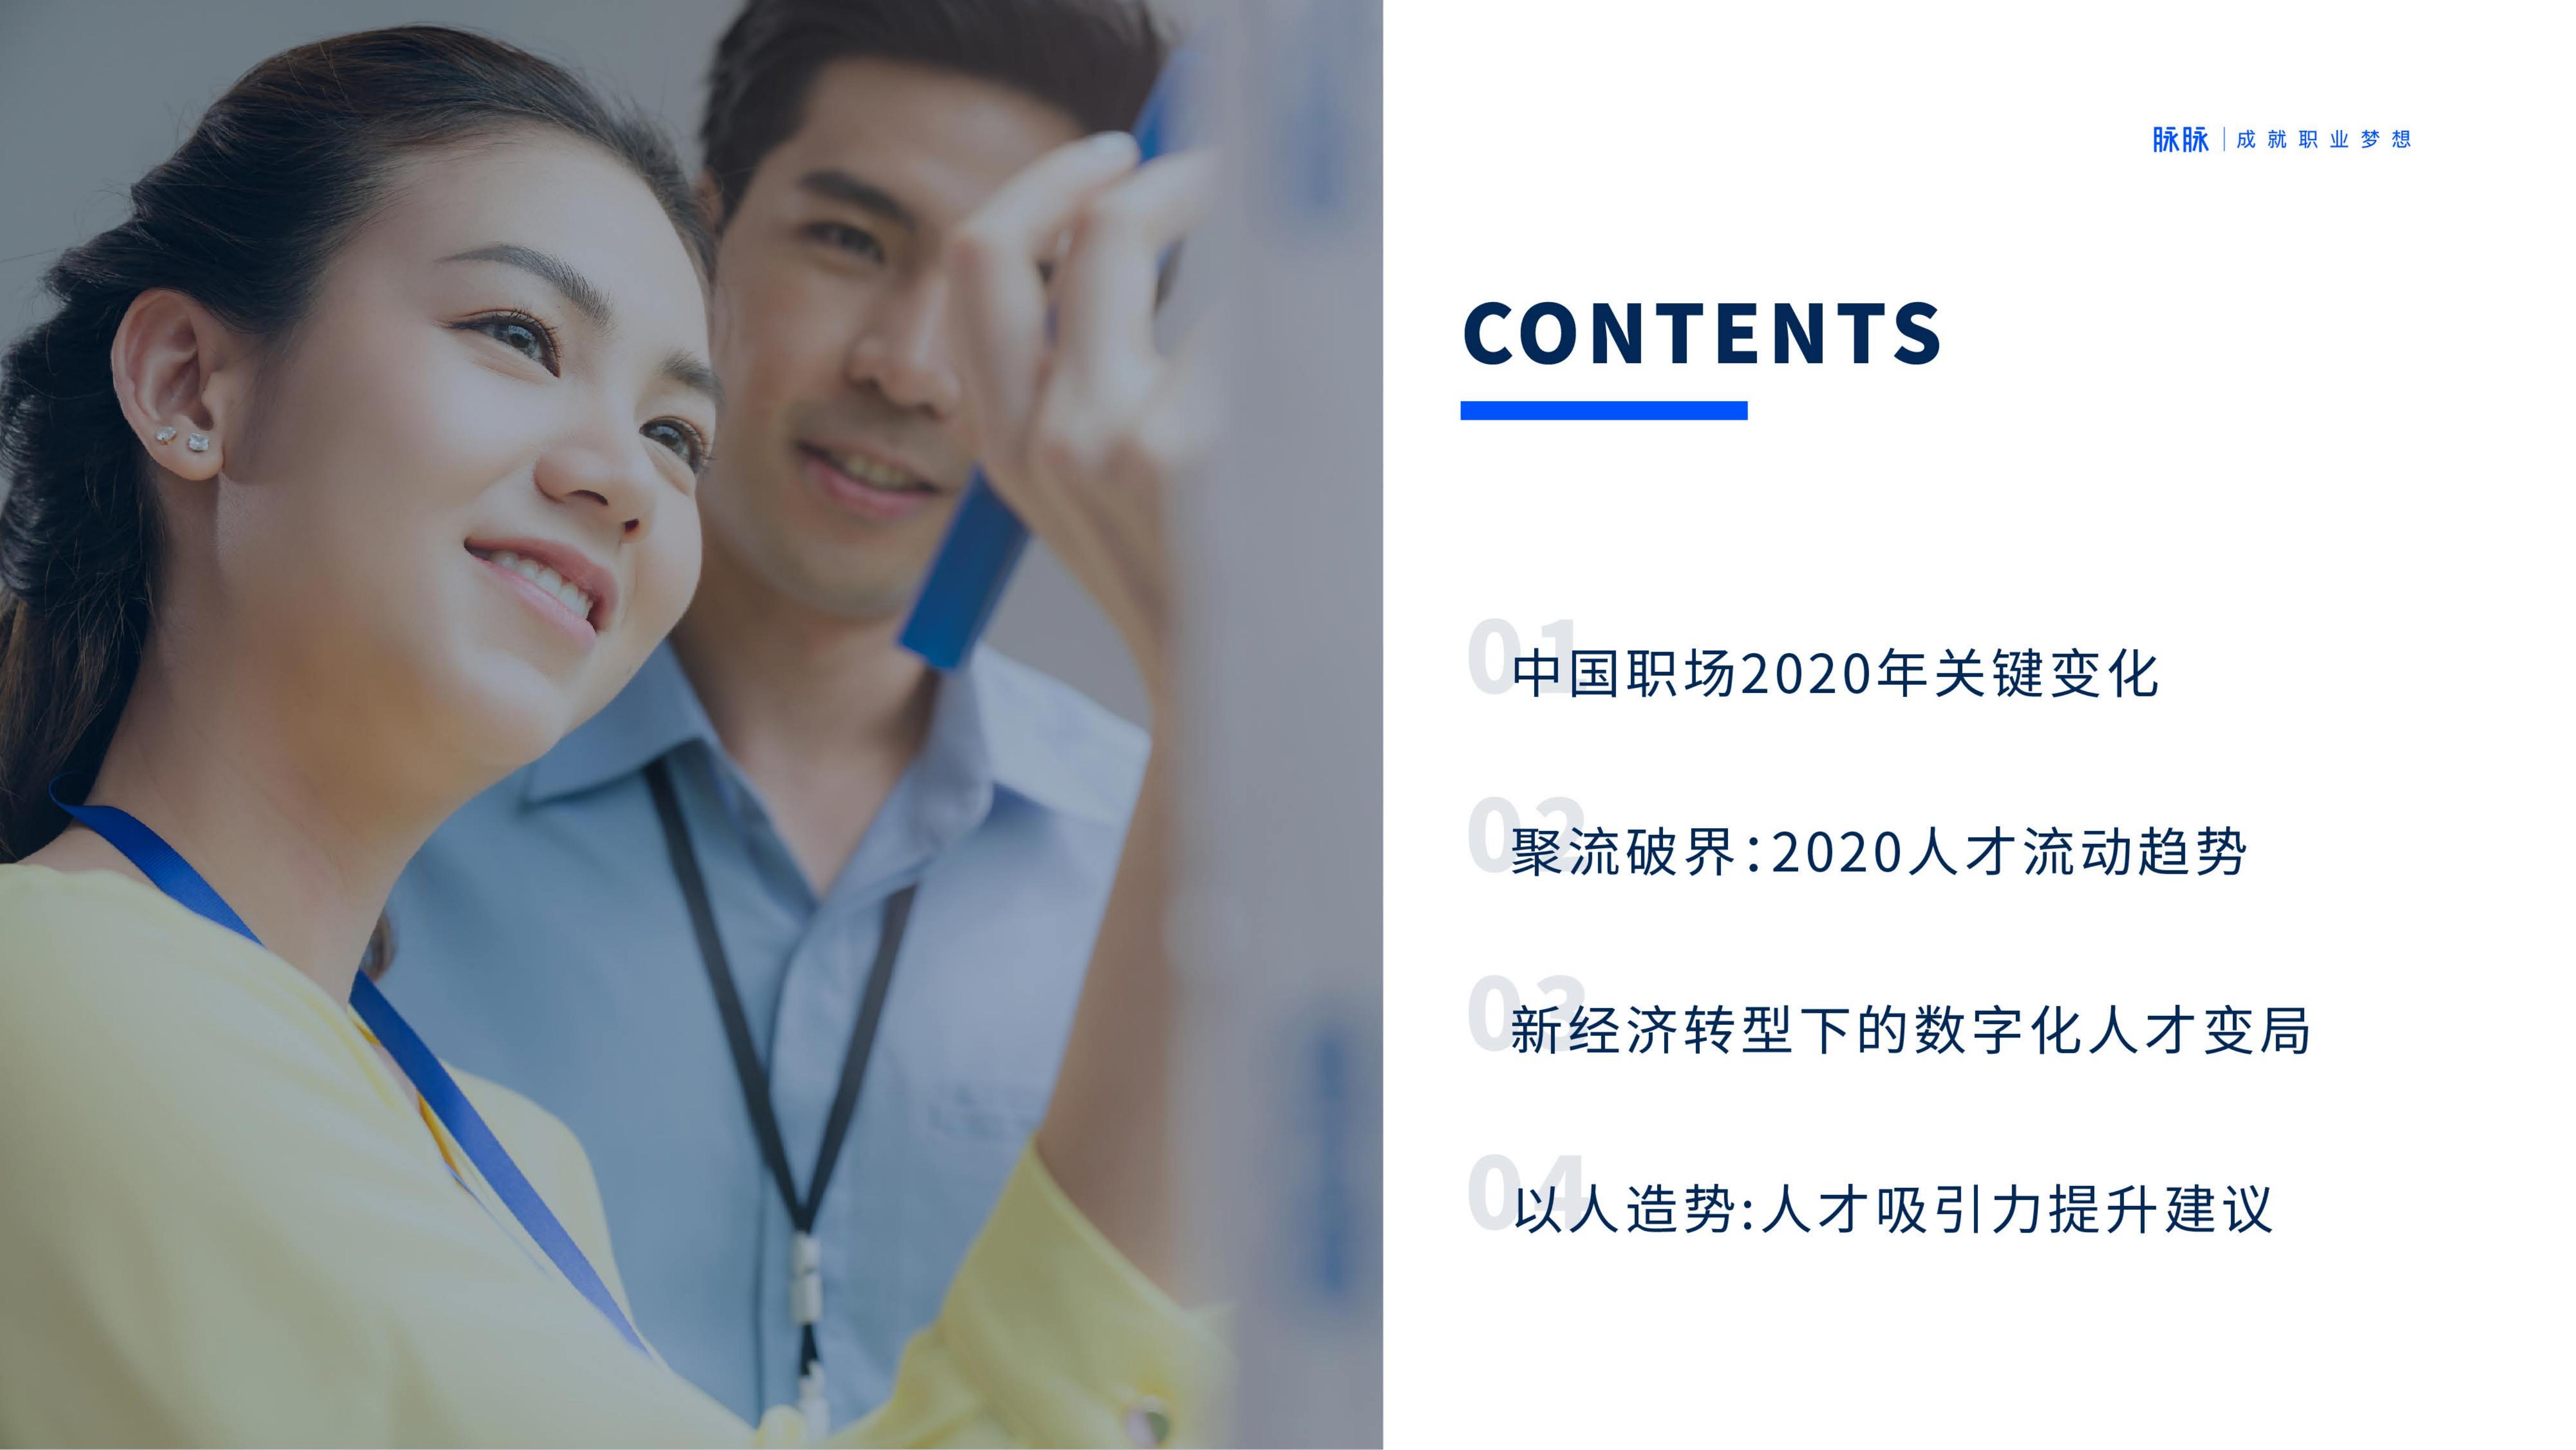 脉脉 | 成就职业梦想
CONTENTS
01 中国职场2020年关键变化
02 聚流破界：2020人才流动趋势
03 新经济转型下的数字化人才变局
04 以人造势:人才吸引力提升建议